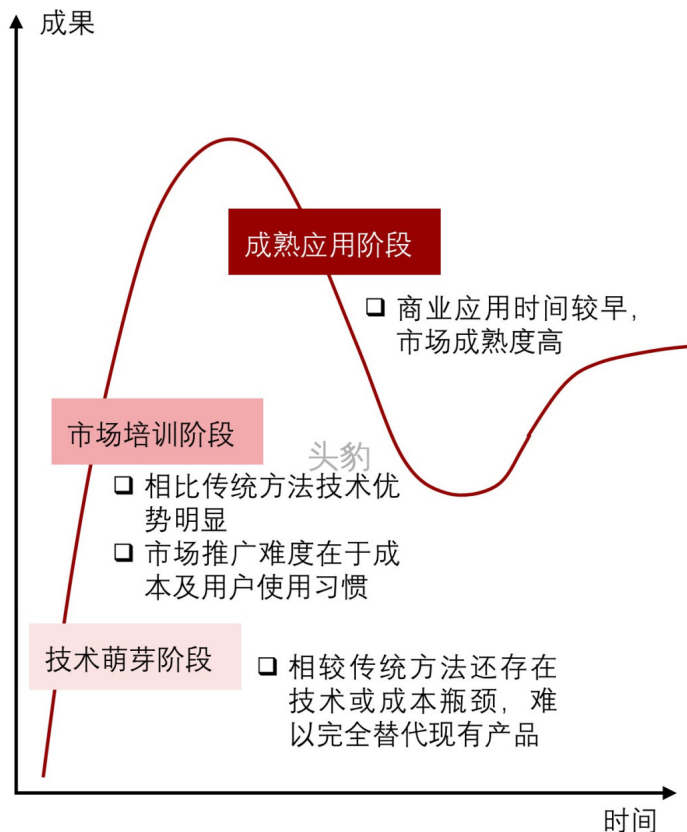 成果
成熟应用阶段
商业应用时间较早，
市场成熟度高
市场培训阶段
头豹
相比传统方法技术优
势明显
市场推广难度在于成
本及用户使用习惯
技术萌芽阶段
相较传统方法还存在
技术或成本瓶颈，难
以完全替代现有产品
时间